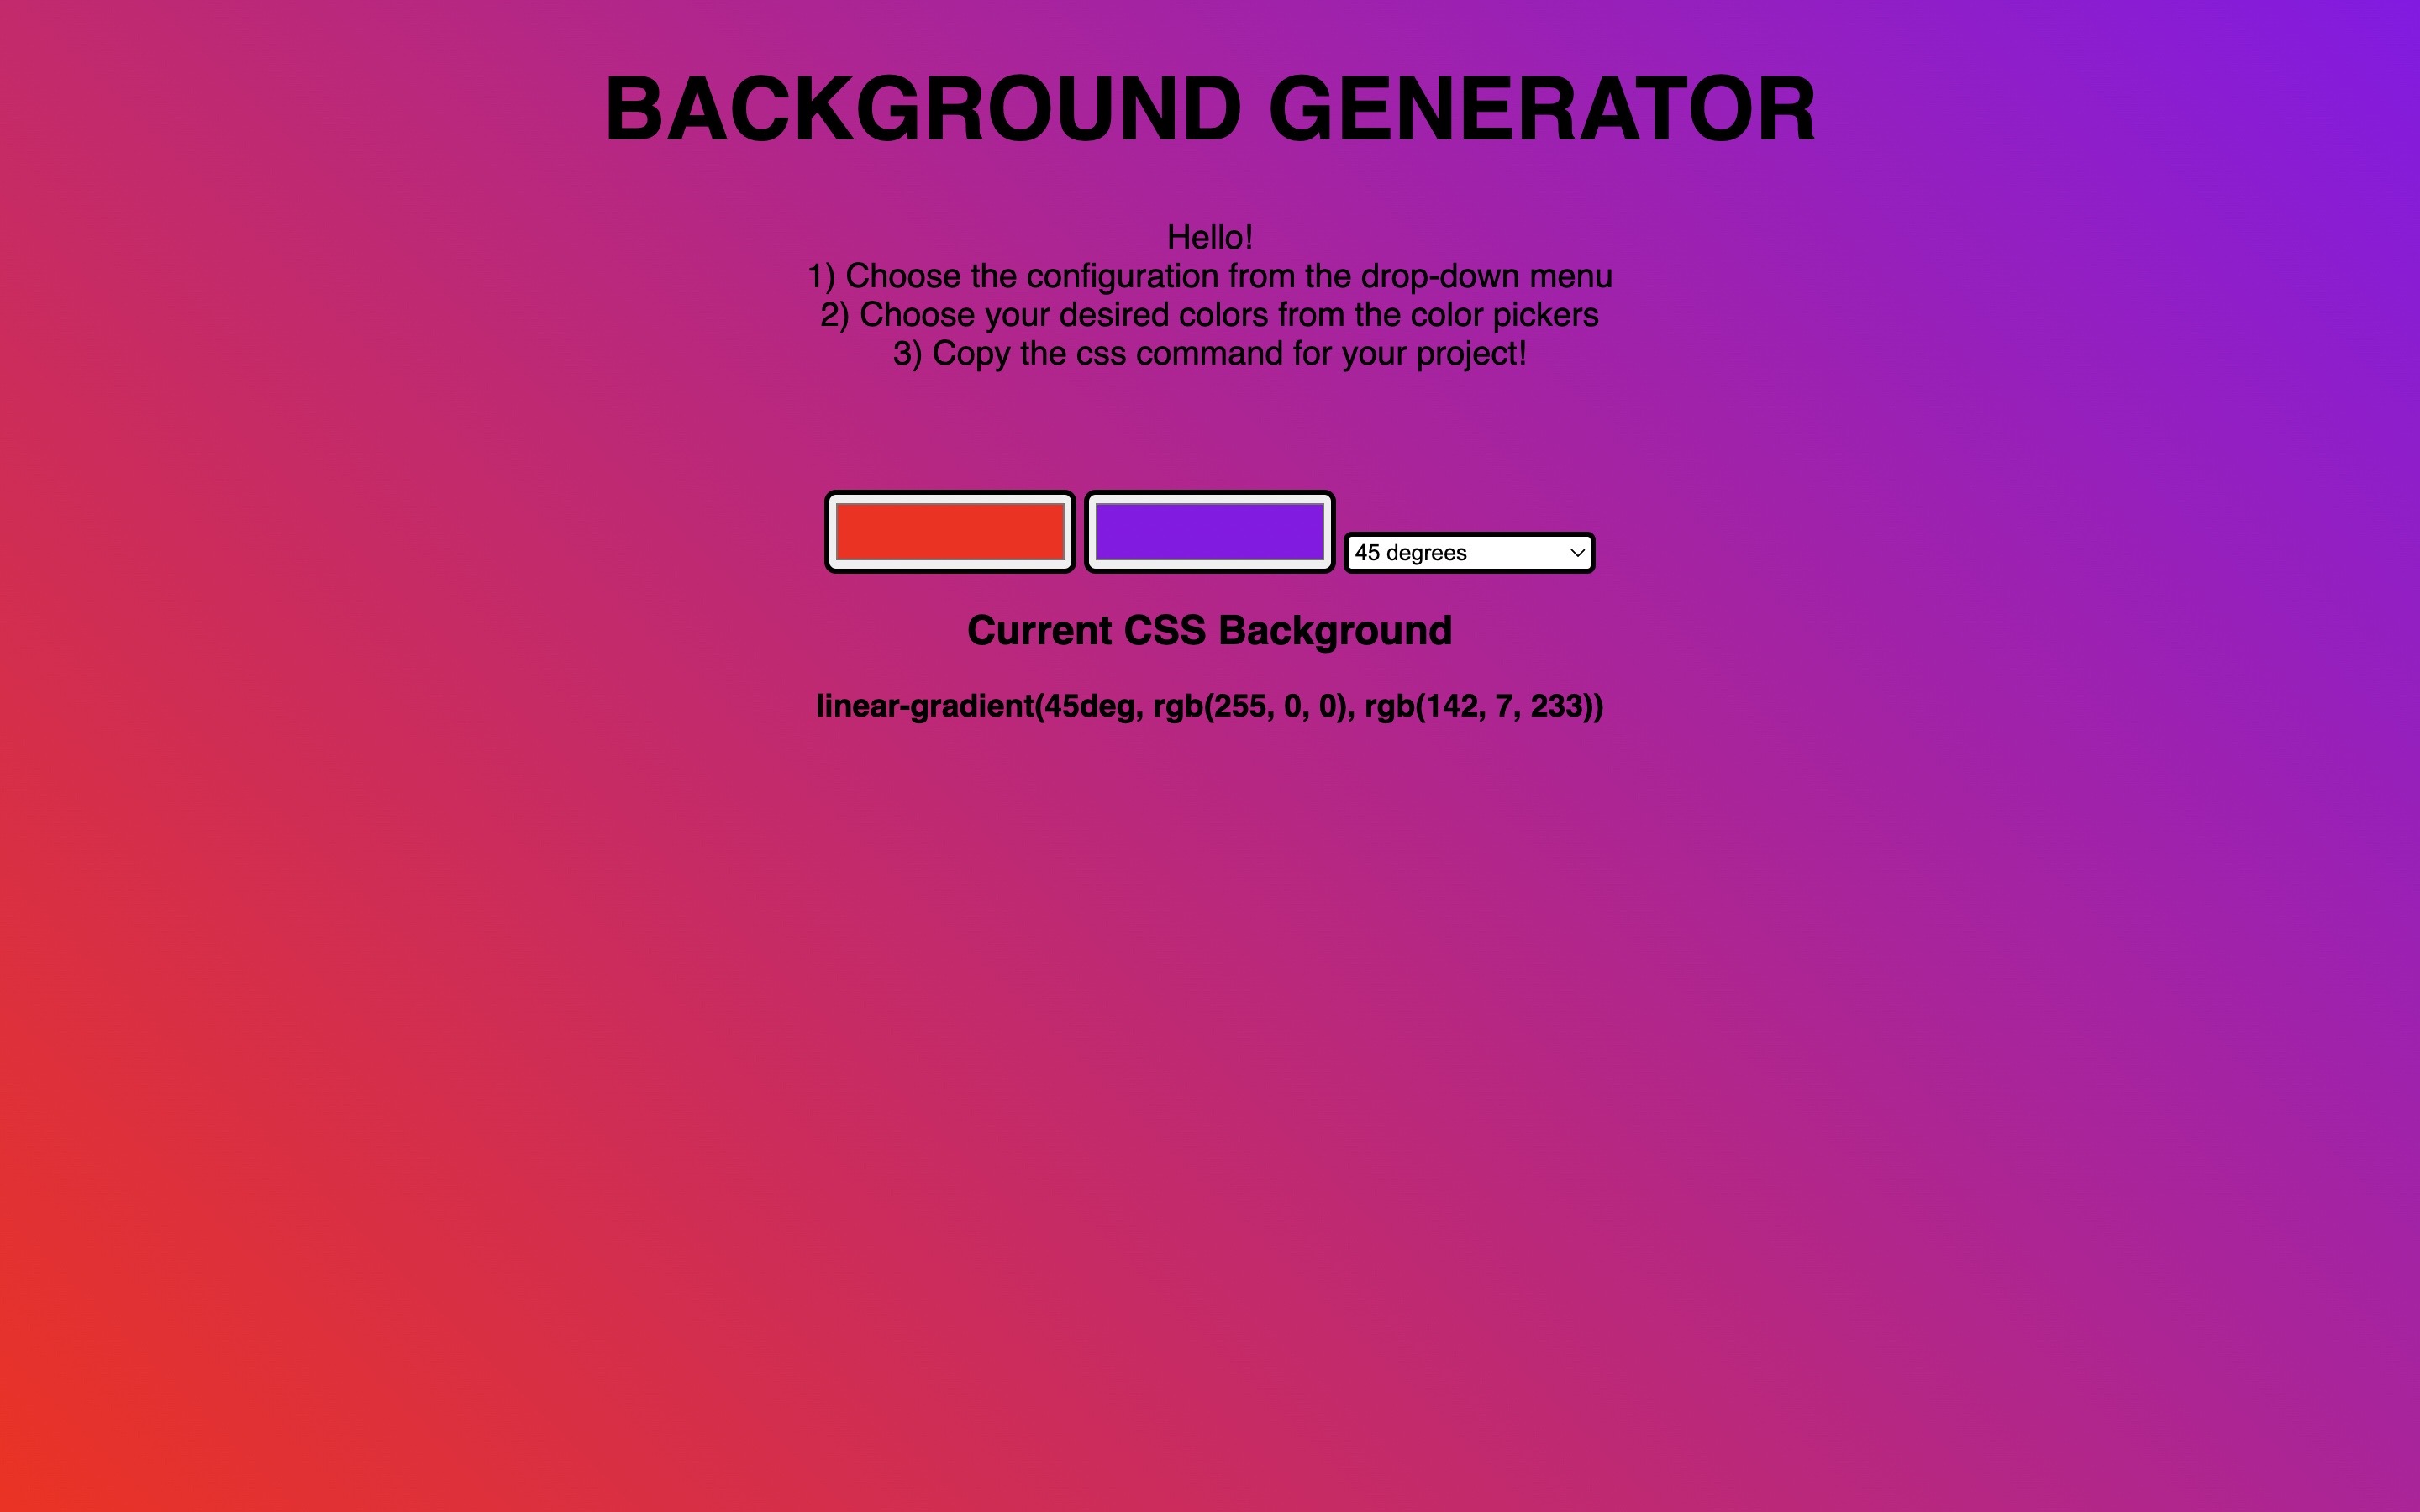 BACKGROUND GENERATOR
Hello!
1) Choose the configuration from the drop-down menu
2) Choose your desired colors from the color pickers
3) Copy the css command for your project!
45 degrees
Current CSS Background
linear-gradient(45deg, rgb(255, 0, 0), rgb(142, 7, 233))